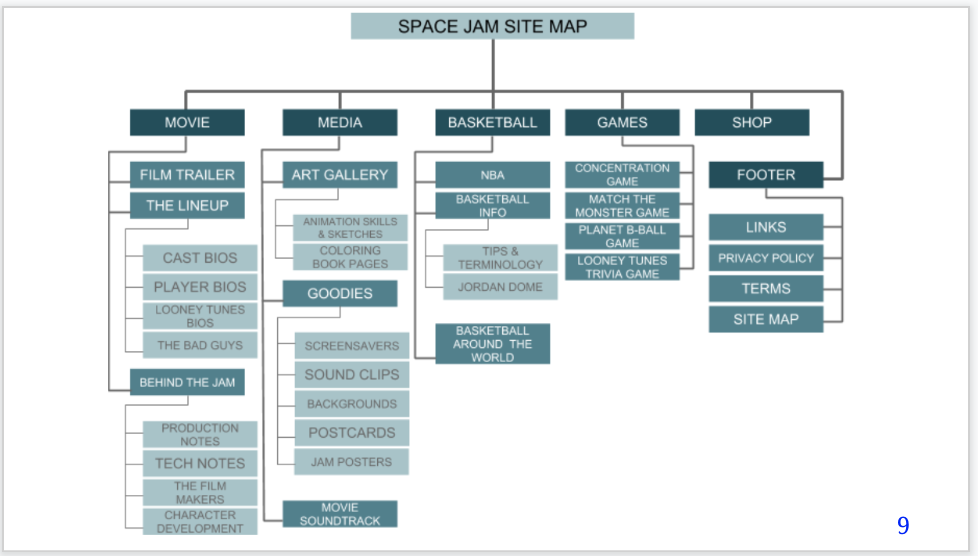 SPACE JAM SITE MAP
MOVIE
FILM TRAILER
THE LINEUP
CAST BIOS
PLAYER BIOS
LOONEY TUNES
BIOS
THE BAD GUYS
BEHIND THE JAM
PRODUCTION
NOTES
TECH NOTES
THE FILM
MAKERS
CHARACTER
DEVELOPMENT
MEDIA
ART GALLERY
ANIMATION SKILLS
& SKETCHES
COLORING
BOOK PAGES
GOODIES
SCREENSAVERS
SOUND CLIPS
BACKGROUNDS
POSTCARDS
JAM POSTERS
MOVIE
SOUNDTRACK
BASKETBALL
NBA
BASKETBALL
INFO
TIPS &
TERMINOLOGY
JORDAN DOME
BASKETBALL
AROUND THE
WORLD
GAMES
CONCENTRATION
GAME
MATCH THE
MONSTER GAME
PLANET B-BALL
GAME
LOONEY TUNES
TRIVIA GAME
SHOP
FOOTER
LINKS
PRIVACY POLICY
TERMS
SITE MAP
9